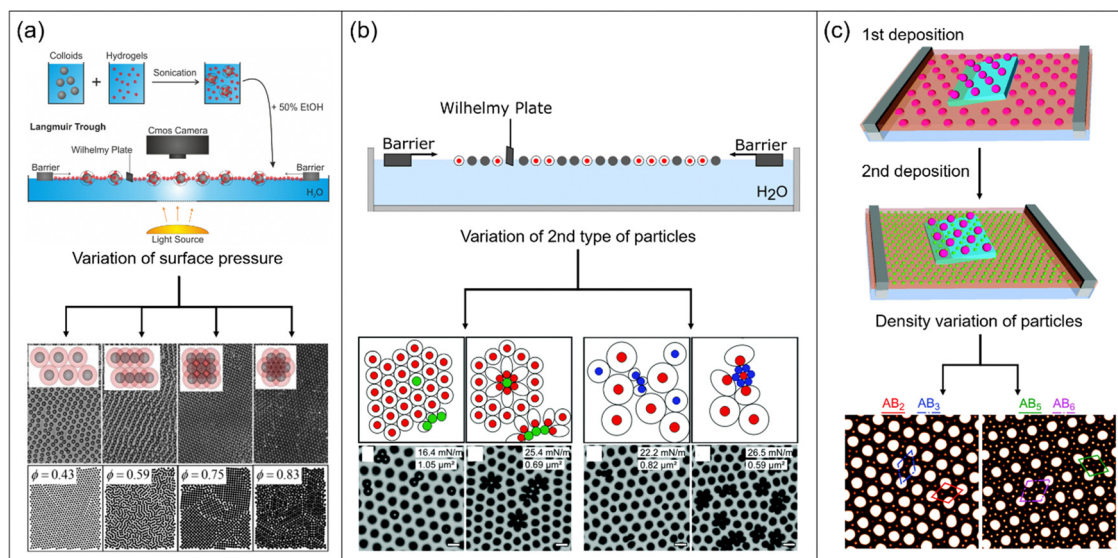 (a)
Colloids
Hydrogels
+
Sonication
+ 50% EtOH
Langmuir Trough
Cmos Camera
Wilhelmy Plate
Barrier
Barrier
H₂O
Light Source
Variation of surface pressure
ϕ = 0.43
ϕ = 0.59
ϕ = 0.75
ϕ = 0.83
(b)
Wilhelmy Plate
Barrier
Barrier
H₂O
Variation of 2nd type of particles
16.4 mN/m
1.05 μm²
25.4 mN/m
0.69 μm²
22.2 mN/m
0.82 μm²
26.5 mN/m
0.59 μm²
(c)
1st deposition
2nd deposition
Density variation of particles
AB₂ AB₃
AB₅ AB₆